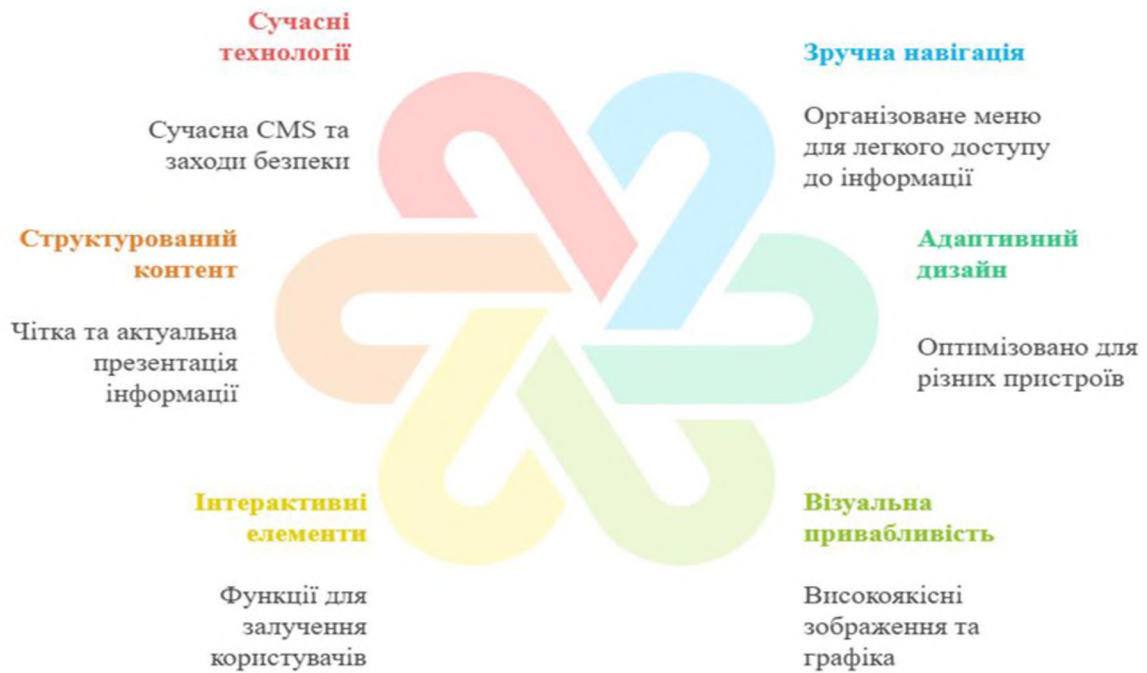 Сучасні
технології
Сучасна CMS та
заходи безпеки
Зручна навігація
Організоване меню
для легкого доступу
до інформації
Структурований
контент
Чітка та актуальна
презентація
інформації
Адаптивний
дизайн
Оптимізовано для
різних пристроїв
Інтерактивні
елементи
Функції для
залучення
користувачів
Візуальна
привабливість
Високоякісні
зображення та
графіка